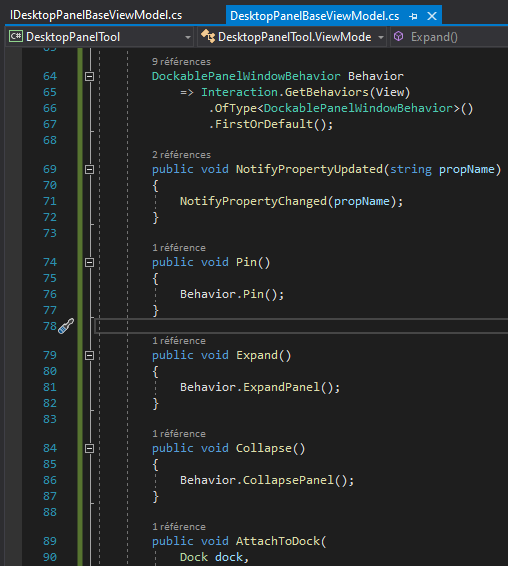 IDesktopPanelBaseViewModel.cs DesktopPanelBaseViewModel.cs
C# DesktopPanelTool DesktopPanelTool.ViewMode Expand()
63
9 références
64 DockablePanelWindowBehavior Behavior
65 => Interaction.GetBehaviors(View)
66 .OfType<DockablePanelWindowBehavior>()
67 .FirstOrDefault();
68
2 références
69 public void NotifyPropertyUpdated(string propName)
70 {
71 NotifyPropertyChanged(propName);
72 }
73
1 référence
74 public void Pin()
75 {
76 Behavior.Pin();
77 }
78
1 référence
79 public void Expand()
80 {
81 Behavior.ExpandPanel();
82 }
83
1 référence
84 public void Collapse()
85 {
86 Behavior.CollapsePanel();
87 }
88
1 référence
89 public void AttachToDock(
90 Dock dock,